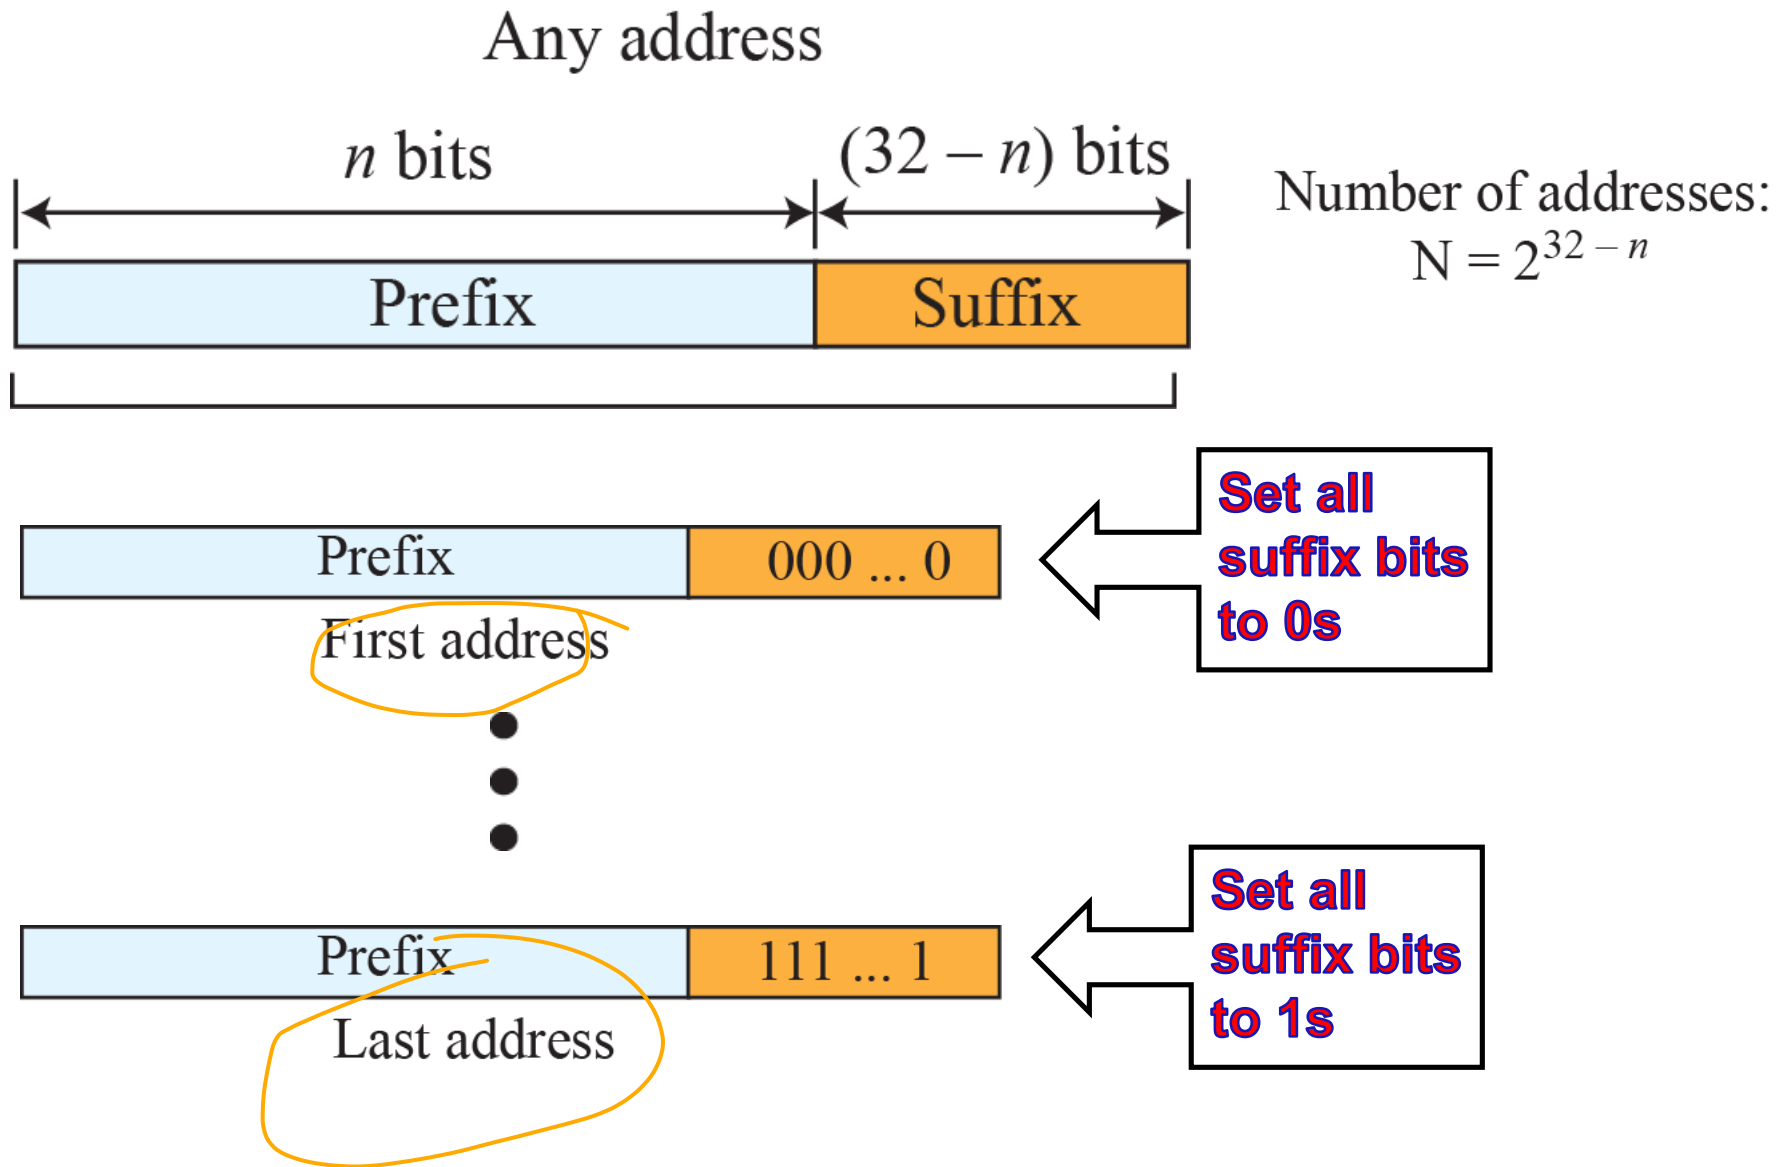 Any address
n bits
(32 – n) bits
Number of addresses:
N = 2^32 – n
Prefix
Suffix
Prefix
000 ... 0
First address
Set all
suffix bits
to 0s
Prefix
111 ... 1
Last address
Set all
suffix bits
to 1s